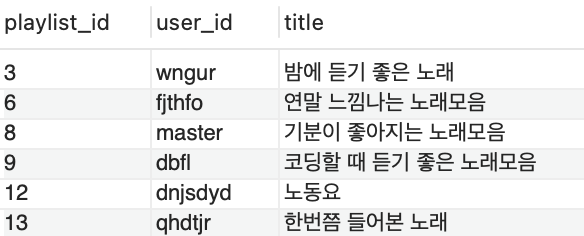 playlist_id user_id title
3 wngur 밤에 듣기 좋은 노래
6 fjthfo 연말 느낌나는 노래모음
8 master 기분이 좋아지는 노래모음
9 dbfl 코딩할 때 듣기 좋은 노래모음
12 dnjsdyd 노동요
13 qhdtjr 한번쯤 들어본 노래